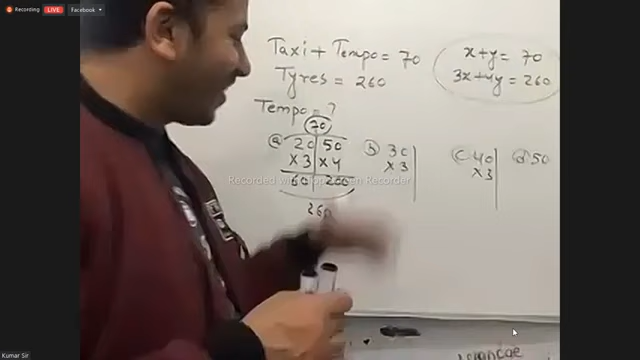 Recording LIVE Facebook
Taxi + Tempo = 70
Tyres = 260
Tempo = ?
x+y= 70
3x+4y = 260
70
a 20 | 50
x 3 | x 4
60 | 200
260
b 30
x 3
c 40
x 3
d 50
Recorded with
Recorder
Kumar Sir